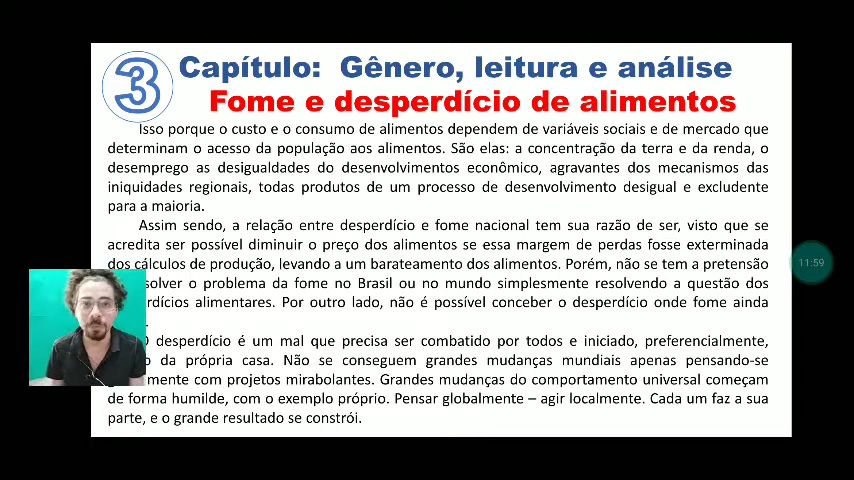 3
Capítulo: Gênero, leitura e análise
Fome e desperdício de alimentos
Isso porque o custo e o consumo de alimentos dependem de variáveis sociais e de mercado que
determinam o acesso da população aos alimentos. São elas: a concentração da terra e da renda, o
desemprego as desigualdades do desenvolvimentos econômico, agravantes dos mecanismos das
iniquidades regionais, todas produtos de um processo de desenvolvimento desigual e excludente
para a maioria.
Assim sendo, a relação entre desperdício e fome nacional tem sua razão de ser, visto que se
acredita ser possível diminuir o preço dos alimentos se essa margem de perdas fosse exterminada
dos cálculos de produção, levando a um barateamento dos alimentos. Porém, não se tem a pretensão
solver o problema da fome no Brasil ou no mundo simplesmente resolvendo a questão dos
rdícios alimentares. Por outro lado, não é possível conceber o desperdício onde fome ainda
desperdício é um mal que precisa ser combatido por todos e iniciado, preferencialmente,
da própria casa. Não se conseguem grandes mudanças mundiais apenas pensando-se
mente com projetos mirabolantes. Grandes mudanças do comportamento universal começam
de forma humilde, com o exemplo próprio. Pensar globalmente – agir localmente. Cada um faz a sua
parte, e o grande resultado se constrói.
11:59